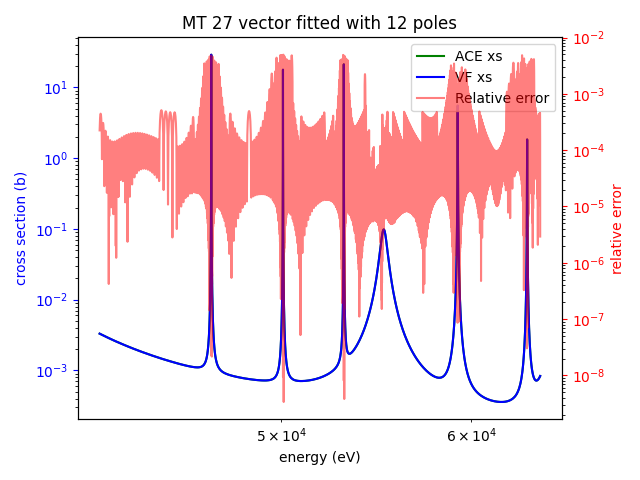 MT 27 vector fitted with 12 poles
ACE xs
VF xs
Relative error
cross section (b)
10¹
10⁰
10⁻¹
10⁻²
10⁻³
10⁻²
10⁻³
10⁻⁴
10⁻⁵
10⁻⁶
10⁻⁷
10⁻⁸
relative error
5 × 10⁴
6 × 10⁴
energy (eV)